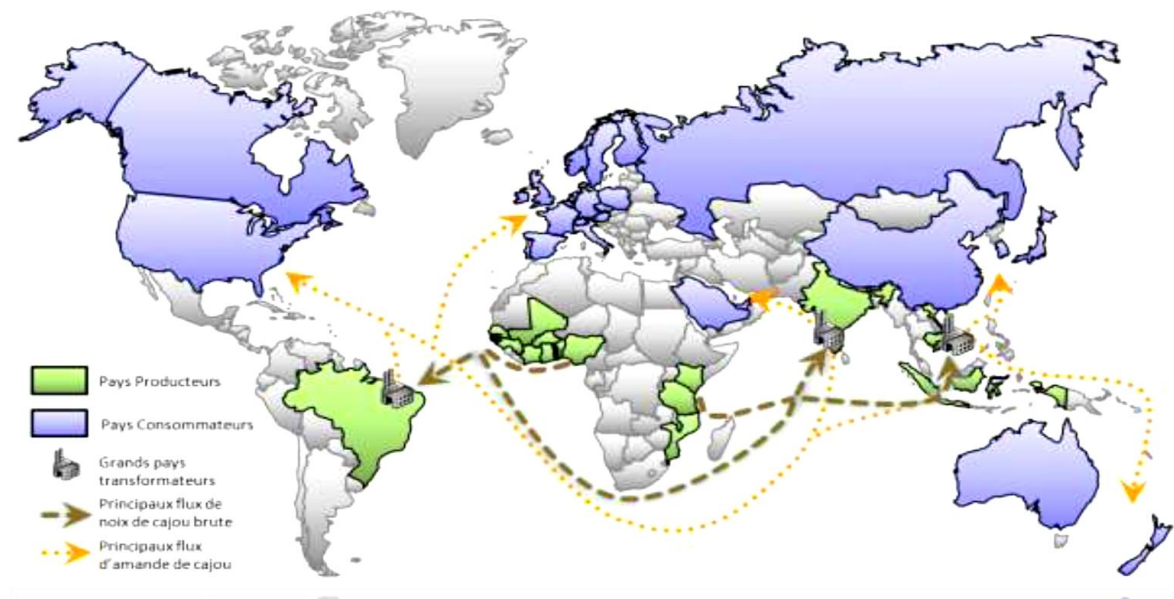 Pays Producteurs
Pays Consommateurs
Grands pays
transformateurs
Principaux flux de
noix de cajou brute
Principaux flux
d'amande de cajou